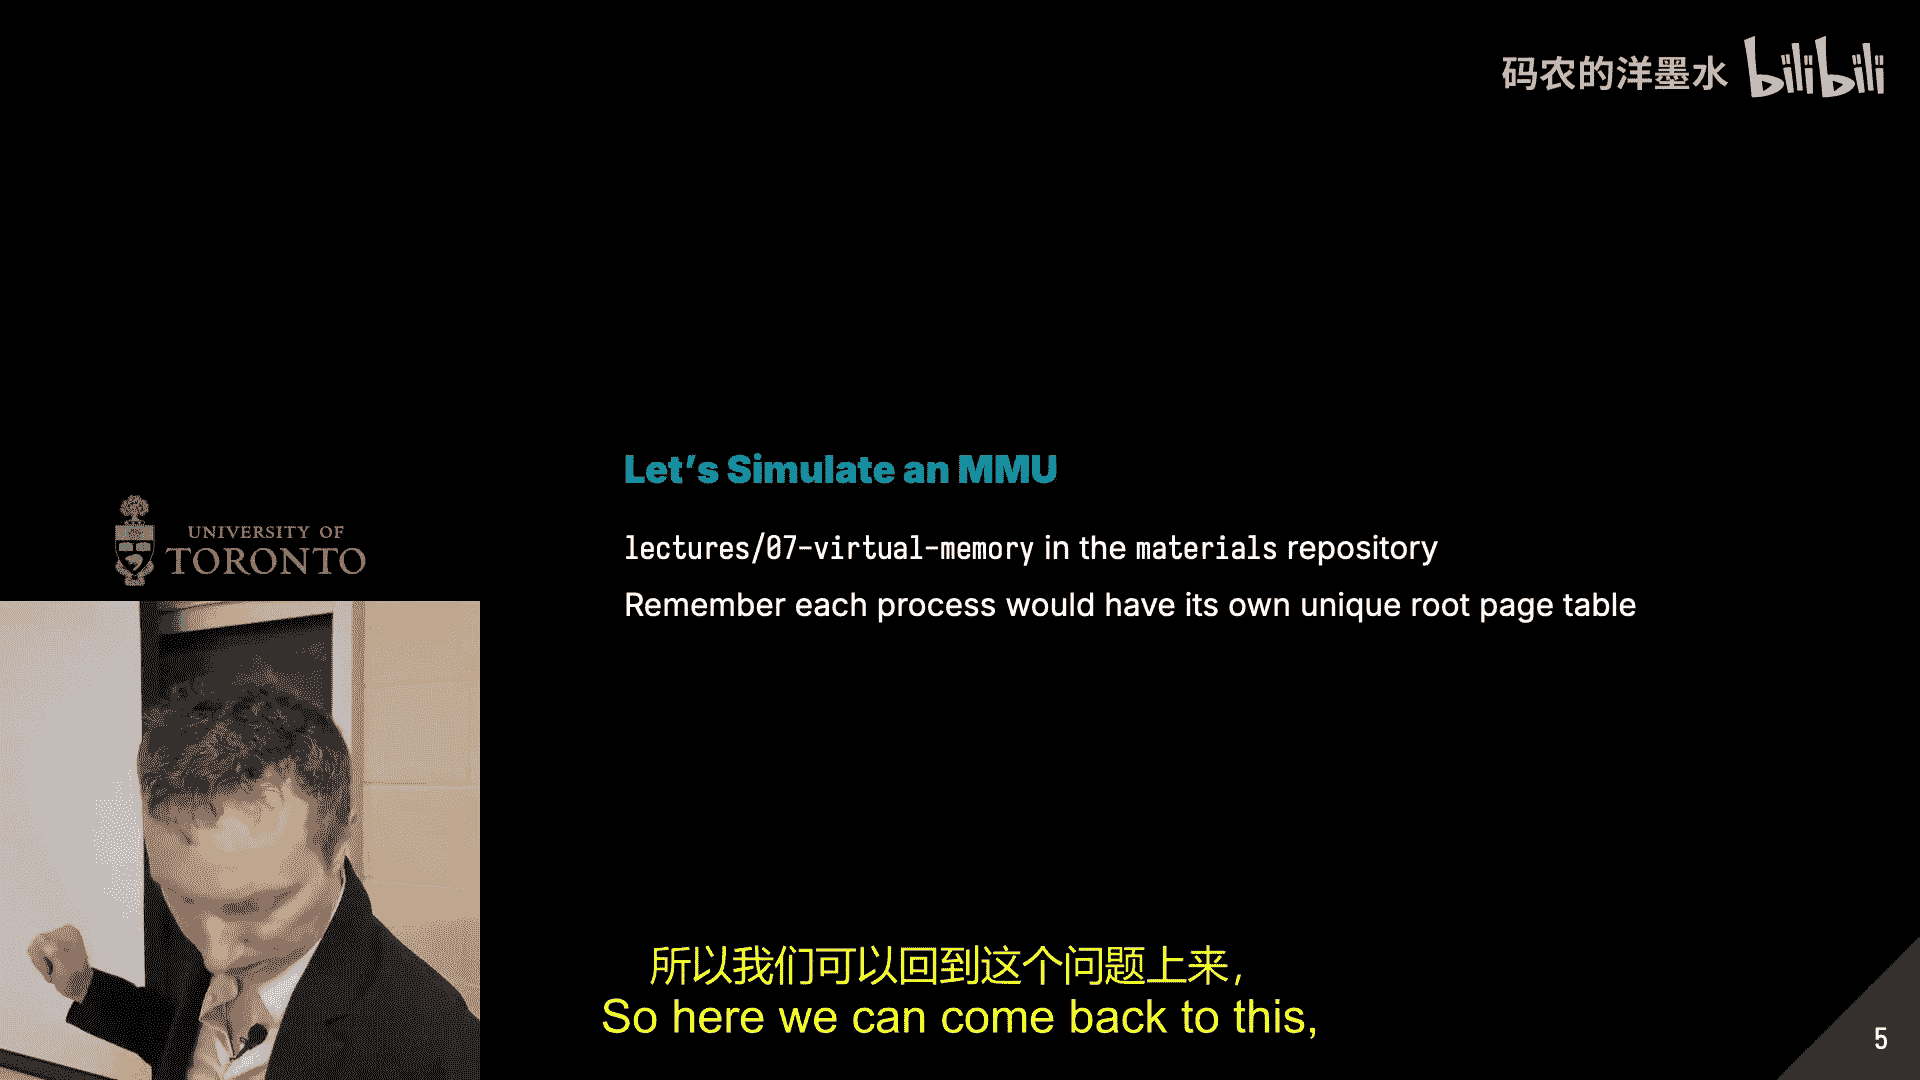 码农的洋墨水 bilibili
Let's Simulate an MMU
UNIVERSITY OF
TORONTO
lectures/07-virtual-memory in the materials repository
Remember each process would have its own unique root page table
所以我们可以回到这个问题上来，
So here we can come back to this,
5